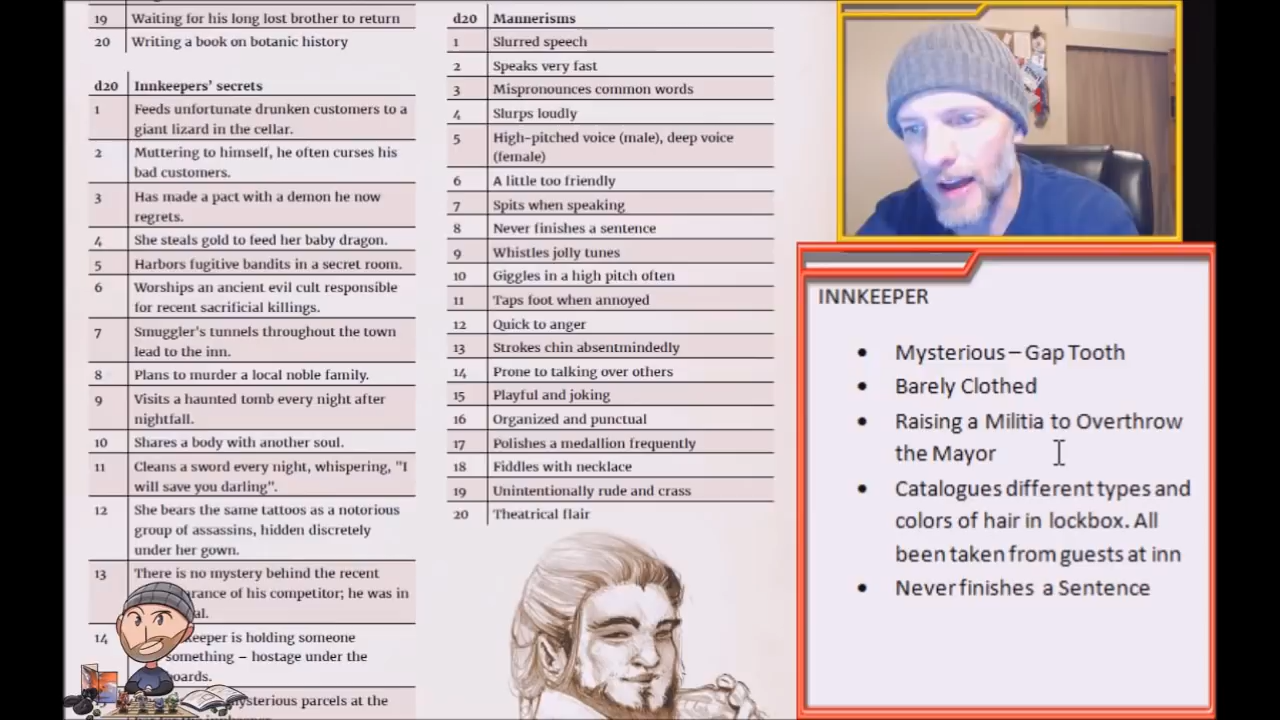 19 Waiting for his long lost brother to return
20 Writing a book on botanic history
d20 Innkeepers' secrets
1 Feeds unfortunate drunken customers to a
giant lizard in the cellar.
2 Muttering to himself, he often curses his
bad customers.
3 Has made a pact with a demon he now
regrets.
4 She steals gold to feed her baby dragon.
5 Harbors fugitive bandits in a secret room.
6 Worships an ancient evil cult responsible
for recent sacrificial killings.
7 Smuggler's tunnels throughout the town
lead to the inn.
8 Plans to murder a local noble family.
9 Visits a haunted tomb every night after
nightfall.
10 Shares a body with another soul.
11 Cleans a sword every night, whispering, "I
will save you darling".
12 She bears the same tattoos as a notorious
group of assassins, hidden discretely
under her gown.
13 There is no mystery behind the recent
arance of his competitor; he was in
al.
14 keeper is holding someone
something – hostage under the
oards.
ysterious parcels at the
d20 Mannerisms
1 Slurred speech
2 Speaks very fast
3 Mispronounces common words
4 Slurps loudly
5 High-pitched voice (male), deep voice
(female)
6 A little too friendly
7 Spits when speaking
8 Never finishes a sentence
9 Whistles jolly tunes
10 Giggles in a high pitch often
11 Taps foot when annoyed
12 Quick to anger
13 Strokes chin absentmindedly
14 Prone to talking over others
15 Playful and joking
16 Organized and punctual
17 Polishes a medallion frequently
18 Fiddles with necklace
19 Unintentionally rude and crass
20 Theatrical flair
INNKEEPER
• Mysterious – Gap Tooth
• Barely Clothed
• Raising a Militia to Overthrow
the Mayor
• Catalogues different types and
colors of hair in lockbox. All
been taken from guests at inn
• Never finishes a Sentence